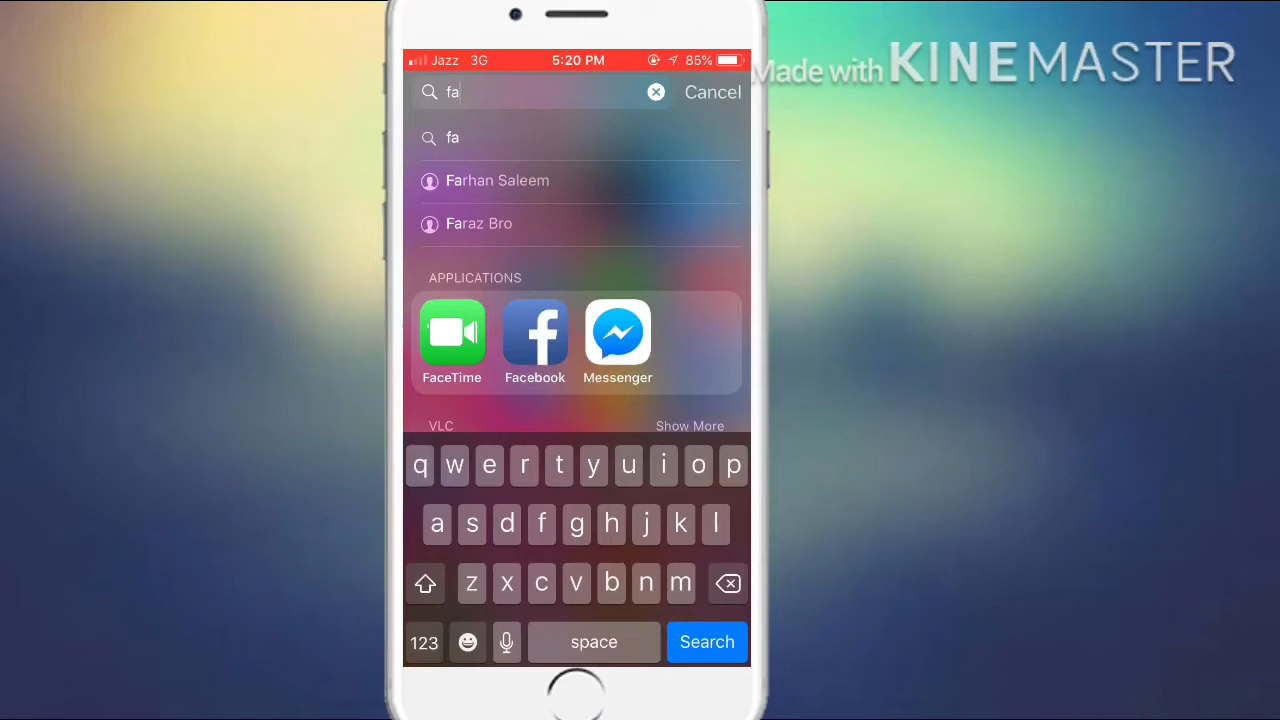 Made with KINEMASTER
Jazz 3G 5:20 PM 85%
fa Cancel
fa
Farhan Saleem
Faraz Bro
APPLICATIONS
FaceTime Facebook Messenger
VLC Show More
q w e r t y u i o p
a s d f g h j k l
z x c v b n m
123 space Search